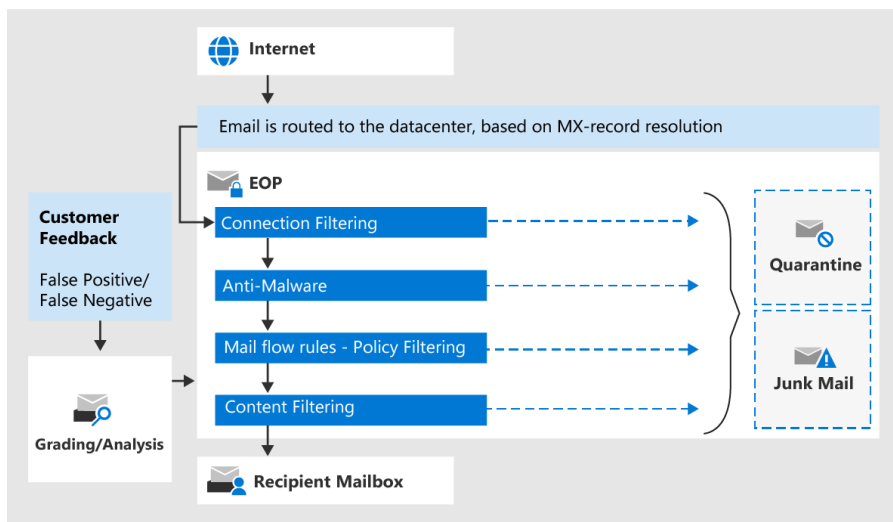 Internet
Email is routed to the datacenter, based on MX-record resolution
EOP
Customer
Feedback
False Positive/
False Negative
Connection Filtering
Anti-Malware
Mail flow rules - Policy Filtering
Content Filtering
Quarantine
Junk Mail
Grading/Analysis
Recipient Mailbox